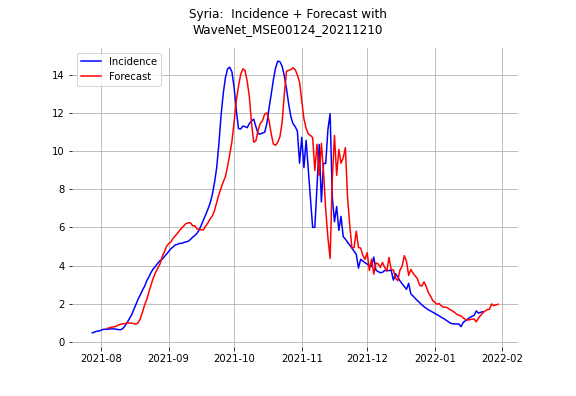 Syria:  Incidence + Forecast with
WaveNet_MSE00124_20211210
Incidence
Forecast
14
12
10
8
6
4
2
0
2021-08 2021-09 2021-10 2021-11 2021-12 2022-01 2022-02